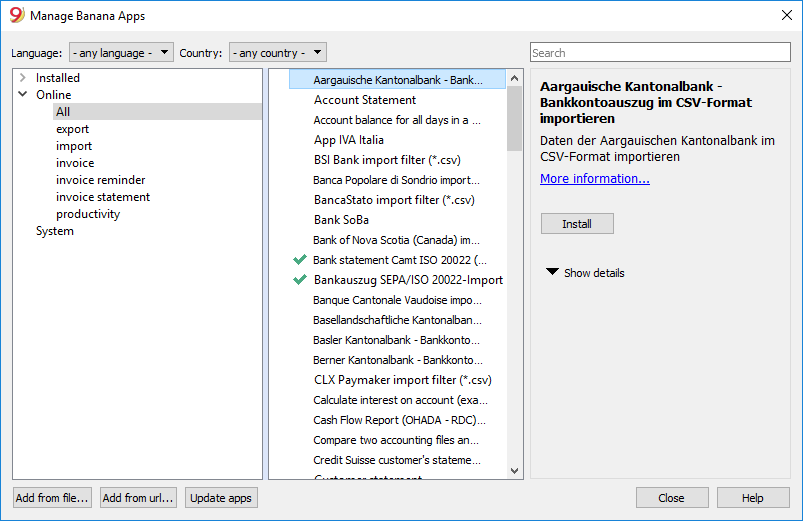 Manage Banana Apps
Language: - any language - Country: - any country - Search
Installed
Online
All
export
import
invoice
invoice reminder
invoice statement
productivity
System
Aargauische Kantonalbank - Bank...
Account Statement
Account balance for all days in a ...
App IVA Italia
BSI Bank import filter (*.csv)
Banca Popolare di Sondrio import...
BancaStato import filter (*.csv)
Bank SoBa
Bank of Nova Scotia (Canada) im...
Bank statement Camt ISO 20022 (...
Bankauszug SEPA/ISO 20022-Import
Banque Cantonale Vaudoise impo...
Basellandschaftliche Kantonalban...
Basler Kantonalbank - Bankkonto...
Berner Kantonalbank - Bankkonto...
CLX Paymaker import filter (*.csv)
Calculate interest on account (exa...
Cash Flow Report (OHADA - RDC)...
Compare two accounting files an...
Credit Suisse customer's stateme...
Customer statement
Aargauische Kantonalbank -
Bankkontoauszug im CSV-Format
importieren
Daten der Aargauischen Kantonalbank im
CSV-Format importieren
More information...
Install
Show details
Add from file... Add from url... Update apps Close Help